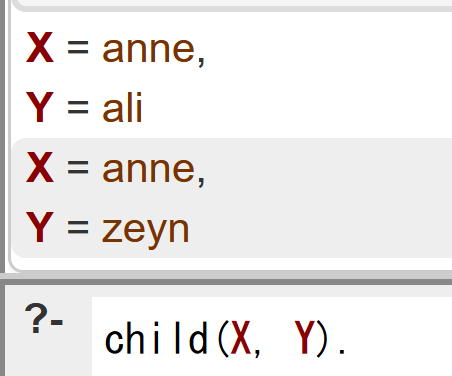 X = anne,
Y = ali
X = anne,
Y = zeyn
?- child(X, Y).